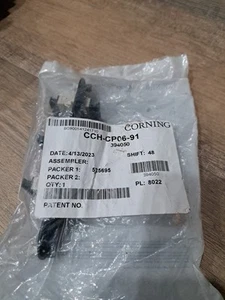 CORNING
CCH-CP06-91
394050
DATE: 4/13/2023
SHIFT: 48
ASSEMBLER:
PACKER 1: 535695
PACKER 2:
394050
QTY: 1
PL: 8022
PATENT NO.